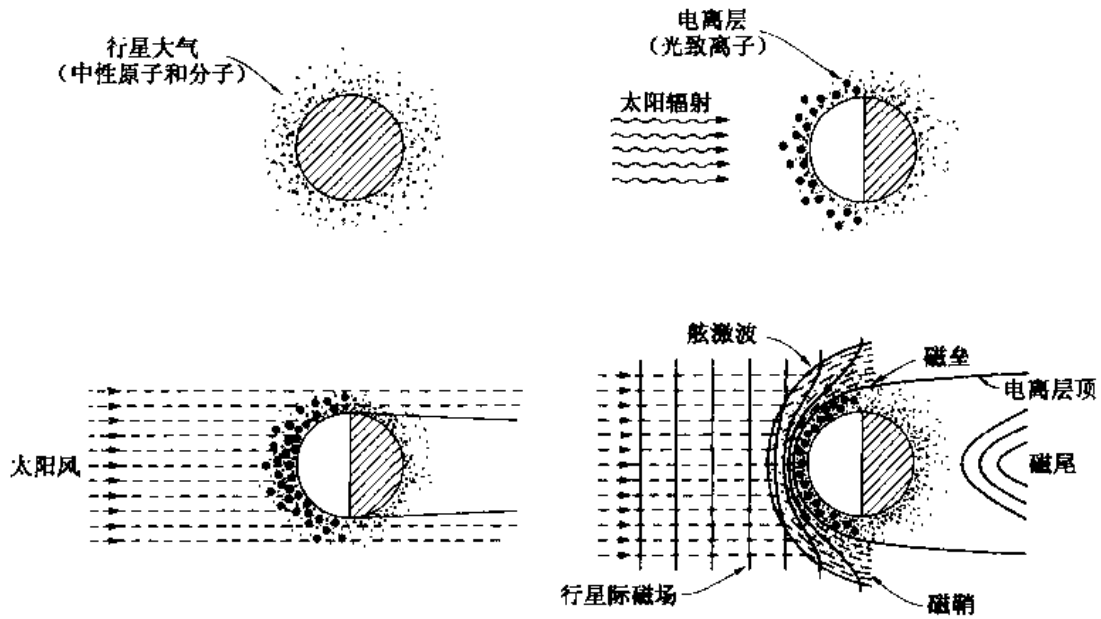 行星大气
（中性原子和分子）
电离层
（光致离子）
太阳辐射
太阳风
舷激波
磁垒
电离层顶
磁尾
行星际磁场
磁鞘